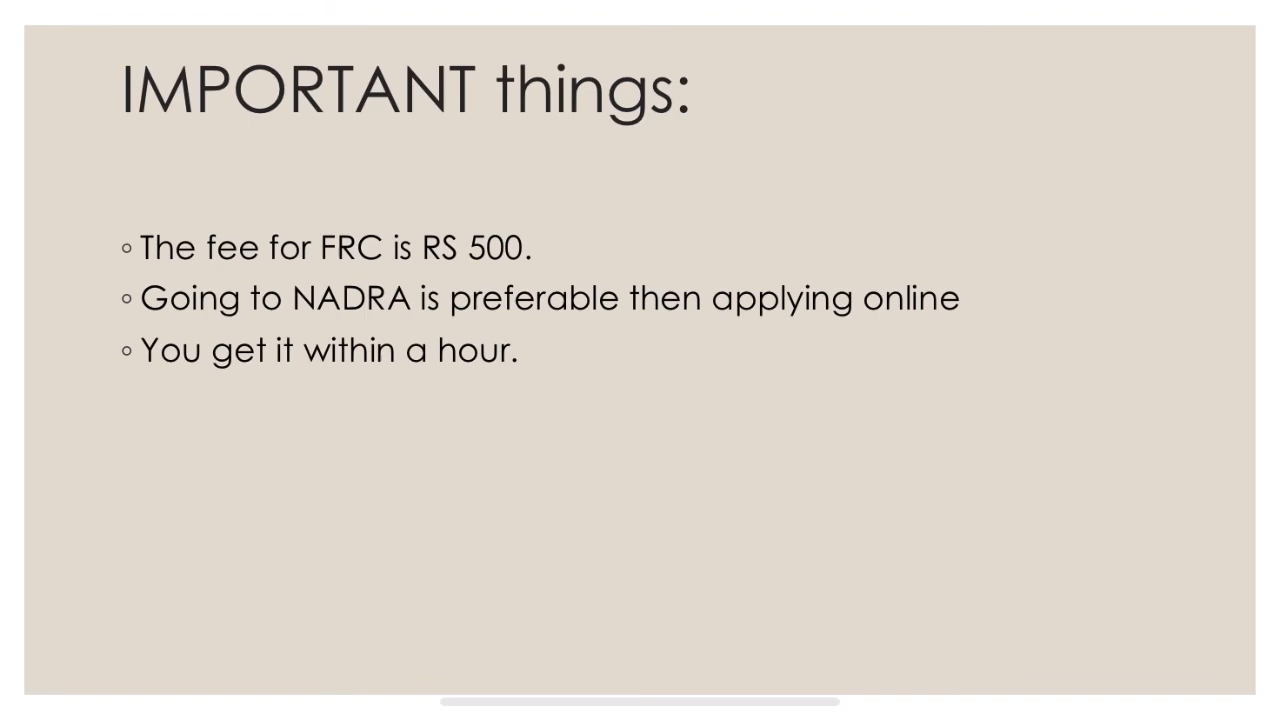 IMPORTANT things:
◦ The fee for FRC is RS 500.
◦ Going to NADRA is preferable then applying online
◦ You get it within a hour.